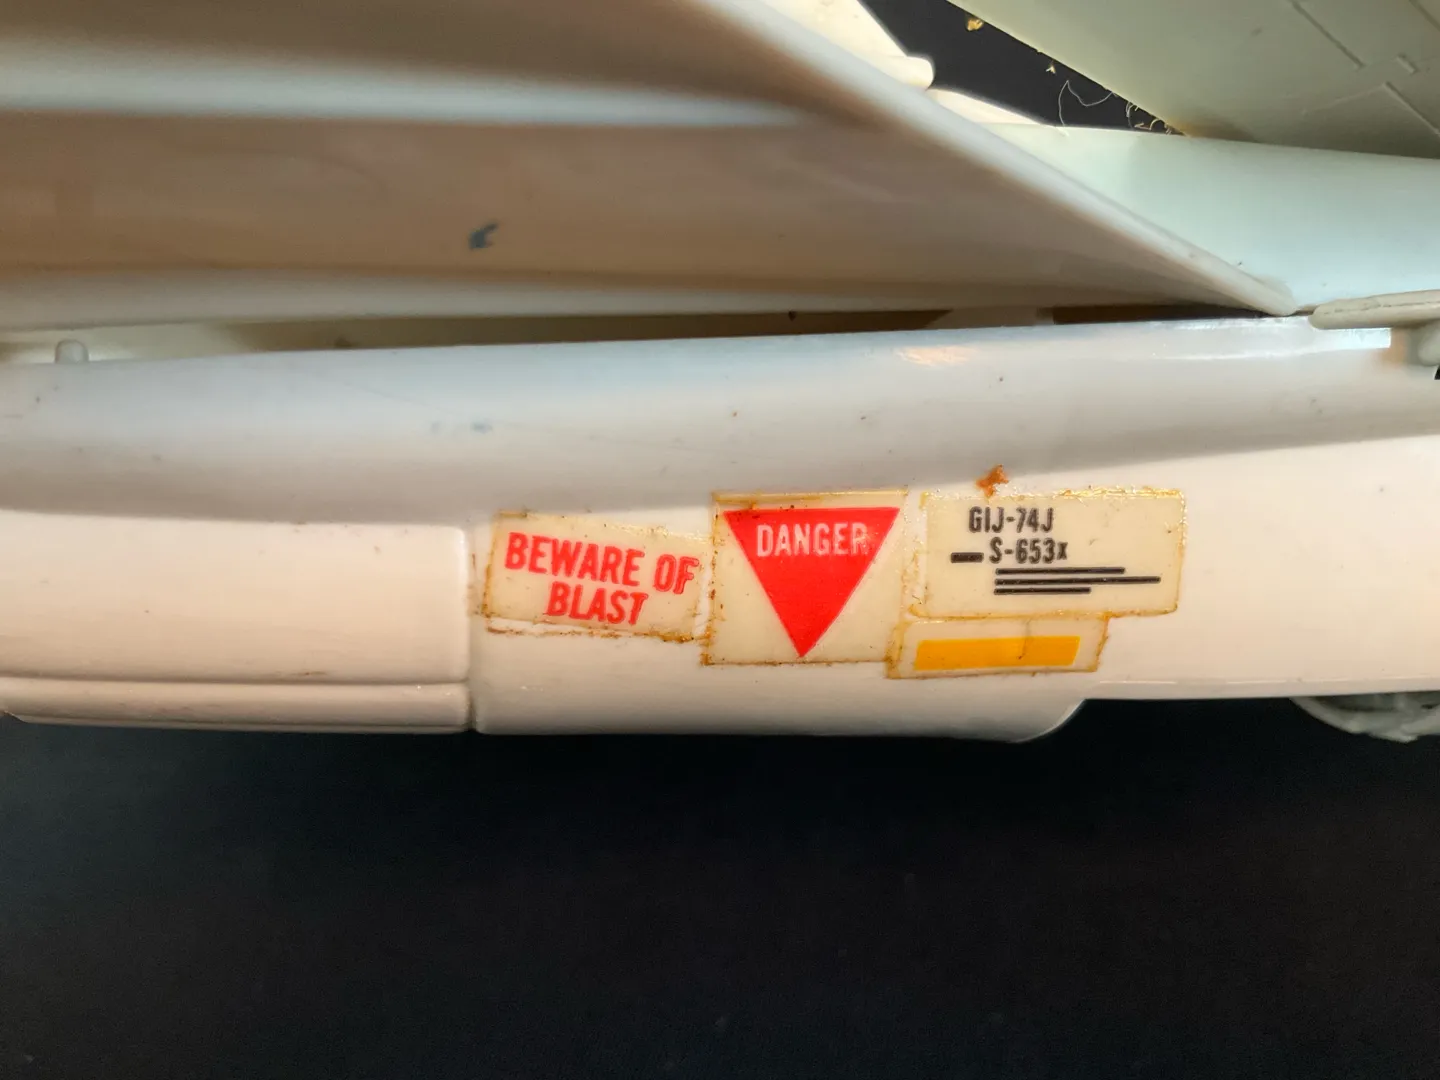 BEWARE OF
BLAST
DANGER
GIJ-74J
S-653x